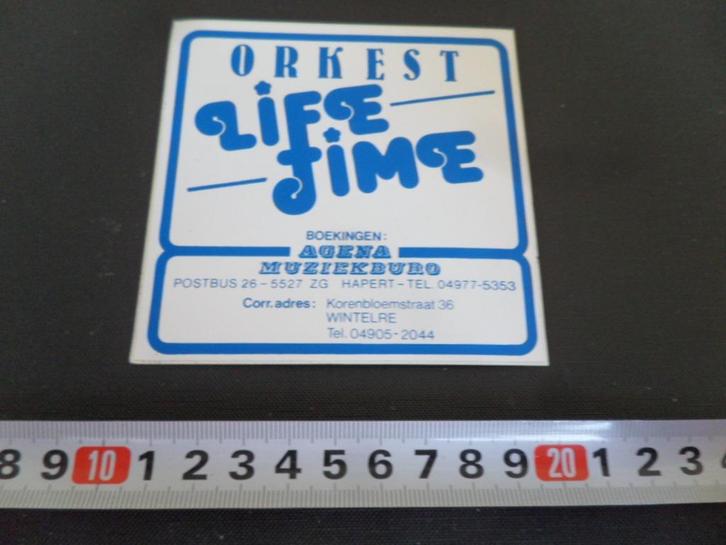 ORKEST
LIFE
TIME
BOEKINGEN:
AGENA
MUZIEKBURO
POSTBUS 26 - 5527 ZG HAPERT - TEL. 04977-5353
Corr. adres: Korenbloemstraat 36
WINTELRE
Tel. 04905 - 2044
8 9 10 1 2 3 4 5 6 7 8 9 20 1 2 3